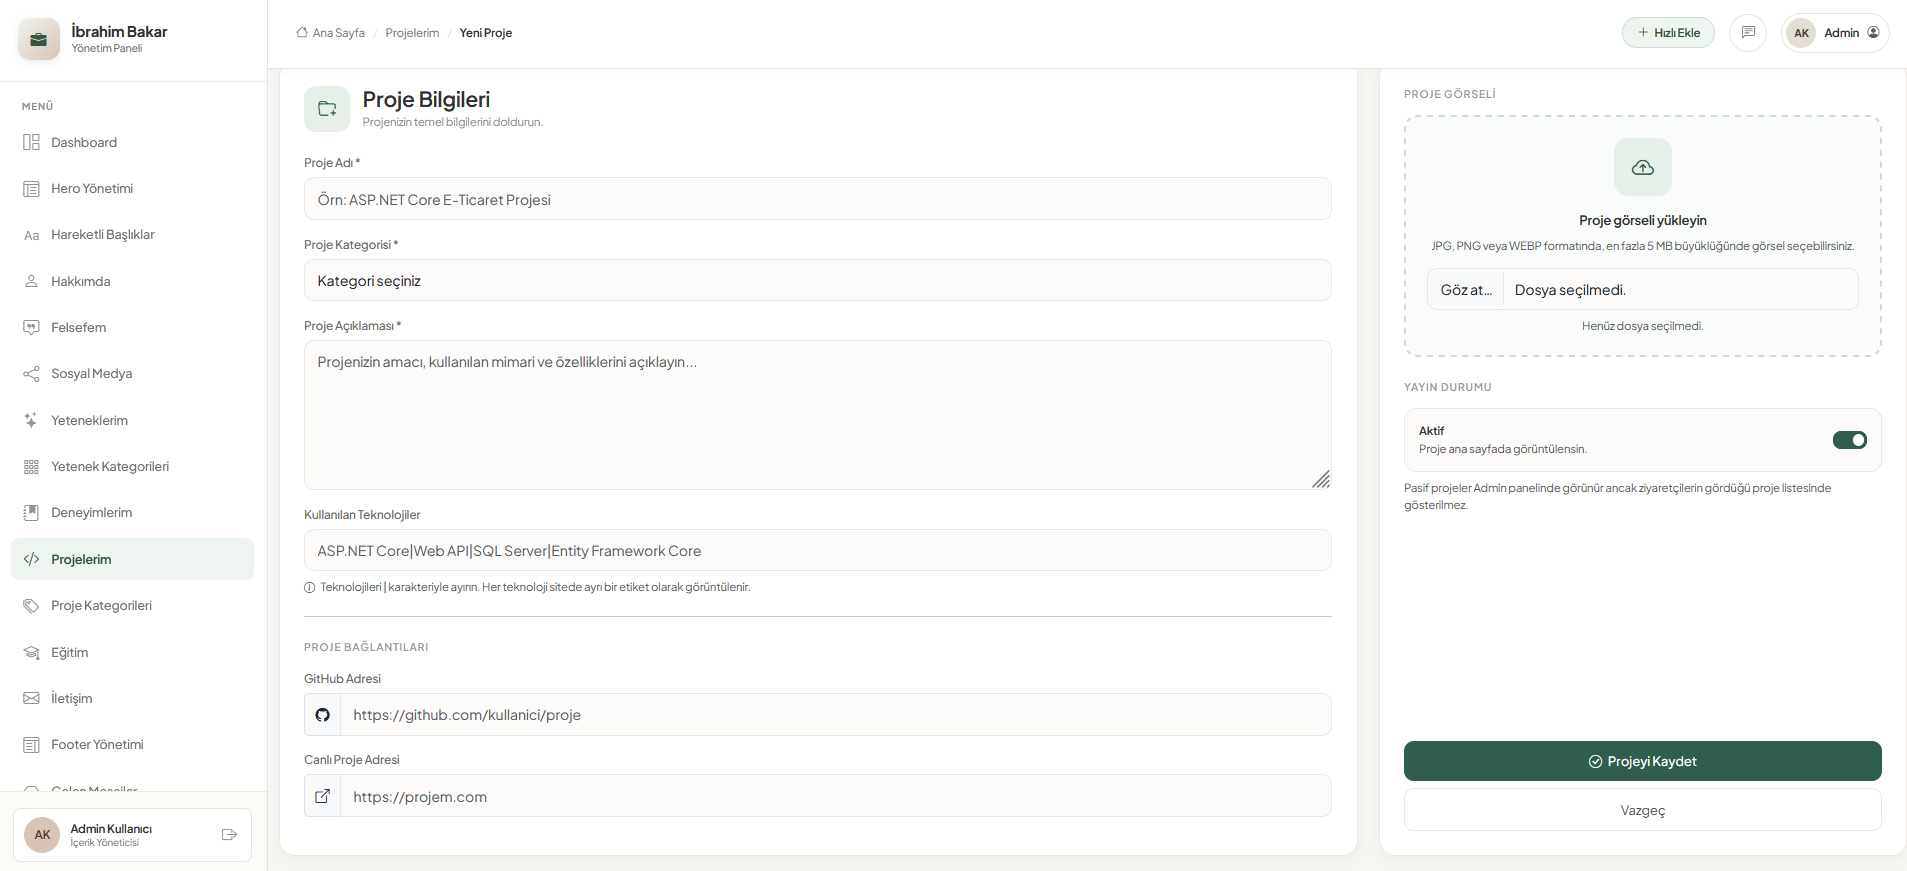 İbrahim Bakar
Yönetim Paneli
MENÜ
Dashboard
Hero Yönetimi
Aa Hareketli Başlıklar
Hakkımda
Felsefem
Sosyal Medya
Yeteneklerim
Yetenek Kategorileri
Deneyimlerim
Projelerim
Proje Kategorileri
Eğitim
İletişim
Footer Yönetimi
AK
Admin Kullanıcı
İçerik Yöneticisi
Ana Sayfa / Projelerim / Yeni Proje
+ Hızlı Ekle
AK Admin
Proje Bilgileri
Projenizin temel bilgilerini doldurun.
Proje Adı *
Örn: ASP.NET Core E-Ticaret Projesi
Proje Kategorisi *
Kategori seçiniz
Proje Açıklaması *
Projenizin amacı, kullanılan mimari ve özelliklerini açıklayın...
Kullanılan Teknolojiler
ASP.NET Core|Web API|SQL Server|Entity Framework Core
Teknolojileri | karakteriyle ayırın. Her teknoloji sitede ayrı bir etiket olarak görüntülenir.
PROJE BAĞLANTILARI
GitHub Adresi
https://github.com/kullanici/proje
Canlı Proje Adresi
https://projem.com
PROJE GÖRSELİ
Proje görseli yükleyin
JPG, PNG veya WEBP formatında, en fazla 5 MB büyüklüğünde görsel seçebilirsiniz.
Göz at... Dosya seçilmedi.
Henüz dosya seçilmedi.
YAYIN DURUMU
Aktif
Proje ana sayfada görüntülensin.
Pasif projeler Admin panelinde görünür ancak ziyaretçilerin gördüğü proje listesinde
gösterilmez.
Projeyi Kaydet
Vazgeç